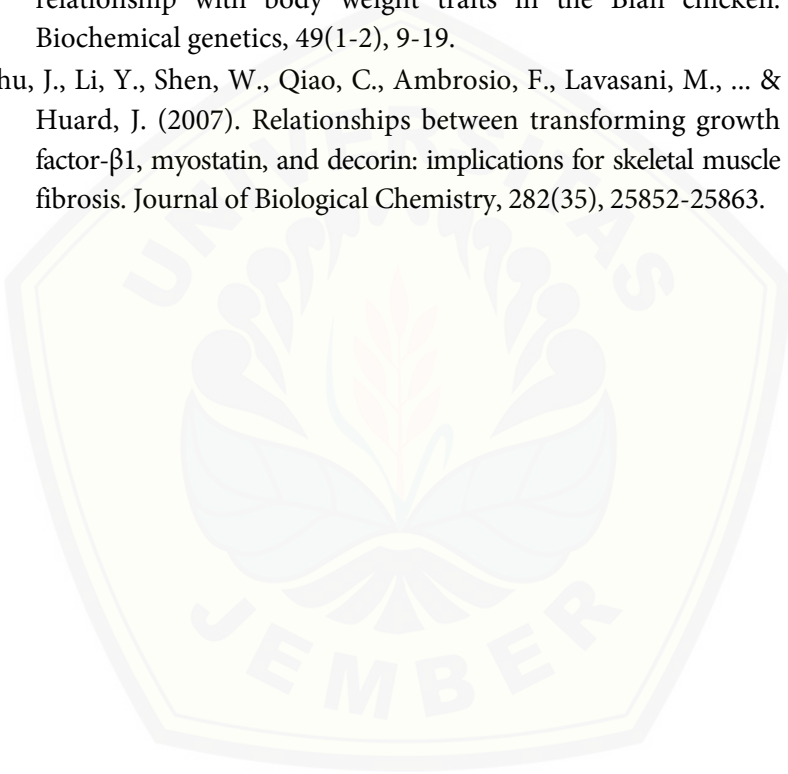 relationship with body weight traits in the Bian chicken.
Biochemical genetics, 49(1-2), 9-19.
hu, J., Li, Y., Shen, W., Qiao, C., Ambrosio, F., Lavasani, M., ... &
Huard, J. (2007). Relationships between transforming growth
factor-β1, myostatin, and decorin: implications for skeletal muscle
fibrosis. Journal of Biological Chemistry, 282(35), 25852-25863.
UNIVERSITAS
JEMBER